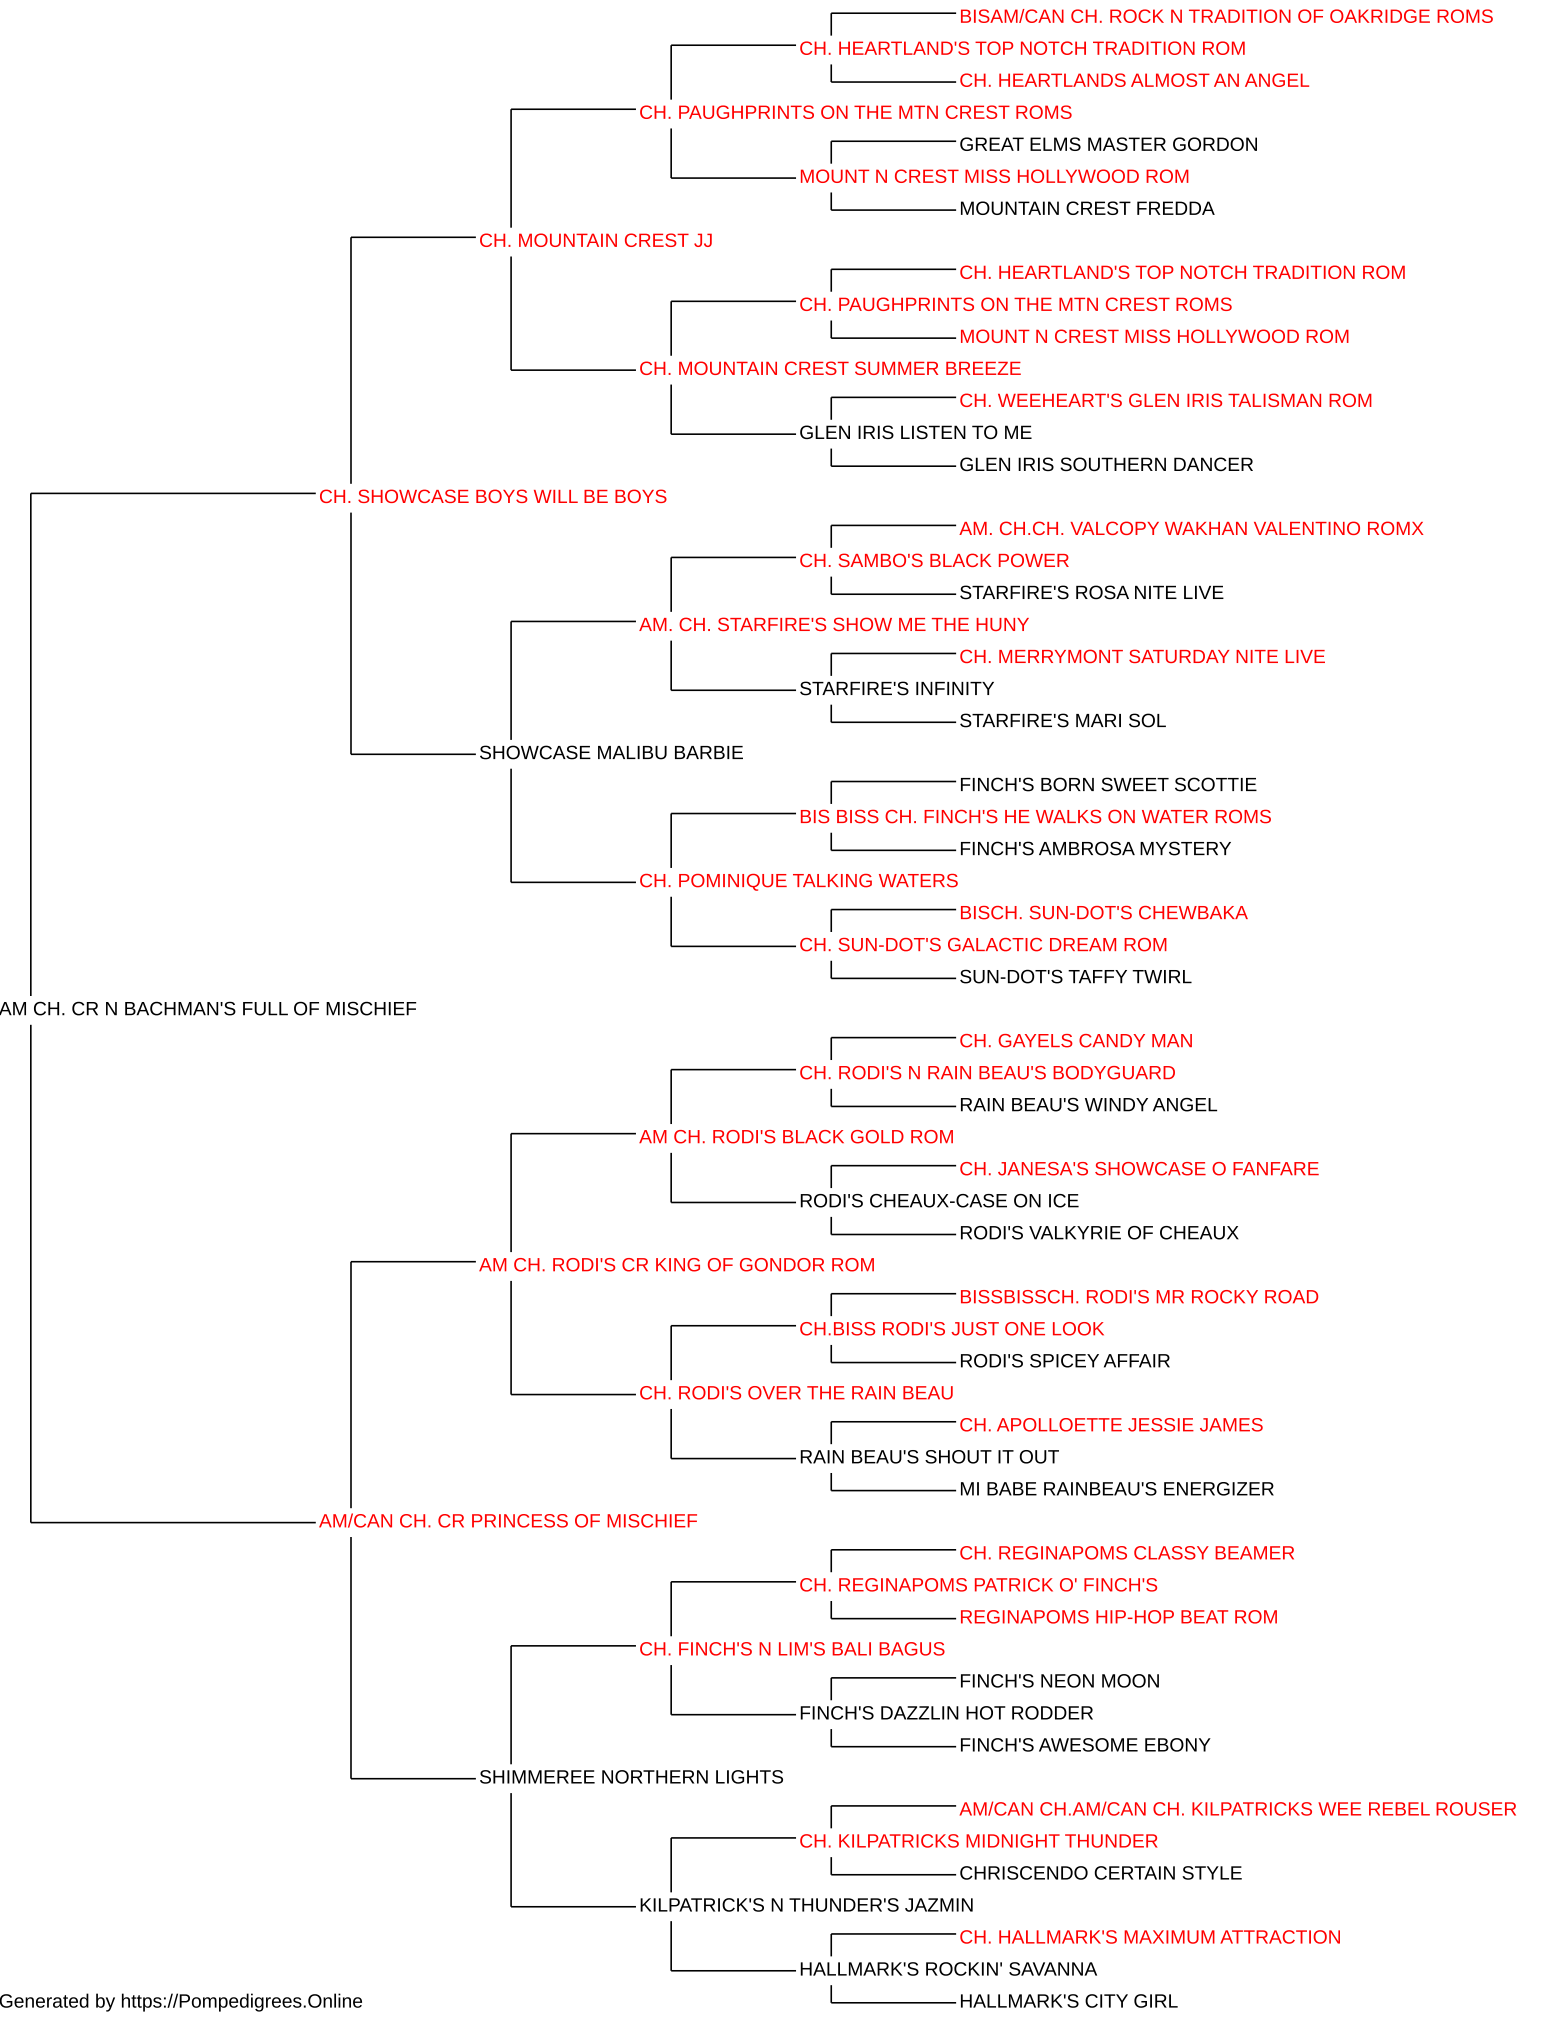 BISAM/CAN CH. ROCK N TRADITION OF OAKRIDGE ROMS
CH. HEARTLAND'S TOP NOTCH TRADITION ROM
CH. HEARTLANDS ALMOST AN ANGEL
CH. PAUGHPRINTS ON THE MTN CREST ROMS
GREAT ELMS MASTER GORDON
MOUNT N CREST MISS HOLLYWOOD ROM
MOUNTAIN CREST FREDDA
CH. MOUNTAIN CREST JJ
CH. HEARTLAND'S TOP NOTCH TRADITION ROM
CH. PAUGHPRINTS ON THE MTN CREST ROMS
MOUNT N CREST MISS HOLLYWOOD ROM
CH. MOUNTAIN CREST SUMMER BREEZE
CH. WEEHEART'S GLEN IRIS TALISMAN ROM
GLEN IRIS LISTEN TO ME
GLEN IRIS SOUTHERN DANCER
CH. SHOWCASE BOYS WILL BE BOYS
AM. CH.CH. VALCOPY WAKHAN VALENTINO ROMX
CH. SAMBO'S BLACK POWER
STARFIRE'S ROSA NITE LIVE
AM. CH. STARFIRE'S SHOW ME THE HUNY
CH. MERRYMONT SATURDAY NITE LIVE
STARFIRE'S INFINITY
STARFIRE'S MARI SOL
SHOWCASE MALIBU BARBIE
FINCH'S BORN SWEET SCOTTIE
BIS BISS CH. FINCH'S HE WALKS ON WATER ROMS
FINCH'S AMBROSA MYSTERY
CH. POMINIQUE TALKING WATERS
BISCH. SUN-DOT'S CHEWBAKA
CH. SUN-DOT'S GALACTIC DREAM ROM
SUN-DOT'S TAFFY TWIRL
AM CH. CR N BACHMAN'S FULL OF MISCHIEF
CH. GAYELS CANDY MAN
CH. RODI'S N RAIN BEAU'S BODYGUARD
RAIN BEAU'S WINDY ANGEL
AM CH. RODI'S BLACK GOLD ROM
CH. JANESA'S SHOWCASE O FANFARE
RODI'S CHEAUX-CASE ON ICE
RODI'S VALKYRIE OF CHEAUX
AM CH. RODI'S CR KING OF GONDOR ROM
BISSBISSCH. RODI'S MR ROCKY ROAD
CH.BISS RODI'S JUST ONE LOOK
RODI'S SPICEY AFFAIR
CH. RODI'S OVER THE RAIN BEAU
CH. APOLLOETTE JESSIE JAMES
RAIN BEAU'S SHOUT IT OUT
MI BABE RAINBEAU'S ENERGIZER
AM/CAN CH. CR PRINCESS OF MISCHIEF
CH. REGINAPOMS CLASSY BEAMER
CH. REGINAPOMS PATRICK O' FINCH'S
REGINAPOMS HIP-HOP BEAT ROM
CH. FINCH'S N LIM'S BALI BAGUS
FINCH'S NEON MOON
FINCH'S DAZZLIN HOT RODDER
FINCH'S AWESOME EBONY
SHIMMEREE NORTHERN LIGHTS
AM/CAN CH.AM/CAN CH. KILPATRICKS WEE REBEL ROUSER
CH. KILPATRICKS MIDNIGHT THUNDER
CHRISCENDO CERTAIN STYLE
KILPATRICK'S N THUNDER'S JAZMIN
CH. HALLMARK'S MAXIMUM ATTRACTION
HALLMARK'S ROCKIN' SAVANNA
HALLMARK'S CITY GIRL
Generated by https://Pompedigrees.Online